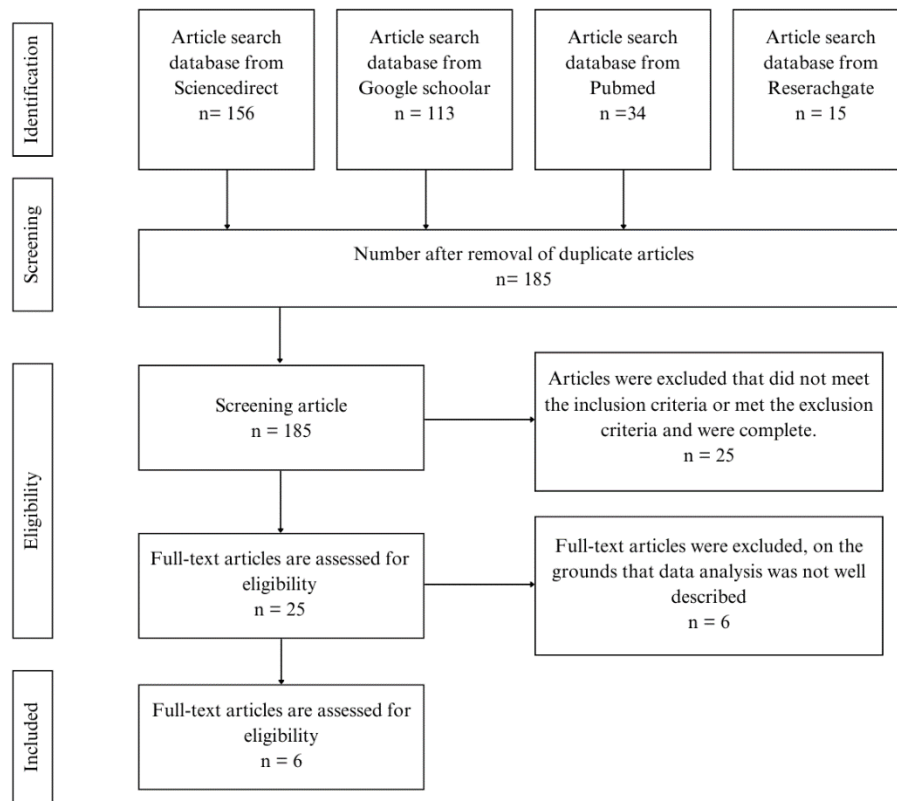 Identification
Article search
database from
Sciencedirect
n= 156
Article search
database from
Google schoolar
n = 113
Article search
database from
Pubmed
n =34
Article search
database from
Reserachgate
n = 15
Screening
Number after removal of duplicate articles
n= 185
Eligibility
Screening article
n = 185
Articles were excluded that did not meet
the inclusion criteria or met the exclusion
criteria and were complete.
n = 25
Full-text articles are assessed for
eligibility
n = 25
Full-text articles were excluded, on the
grounds that data analysis was not well
described
n = 6
Included
Full-text articles are assessed for
eligibility
n = 6